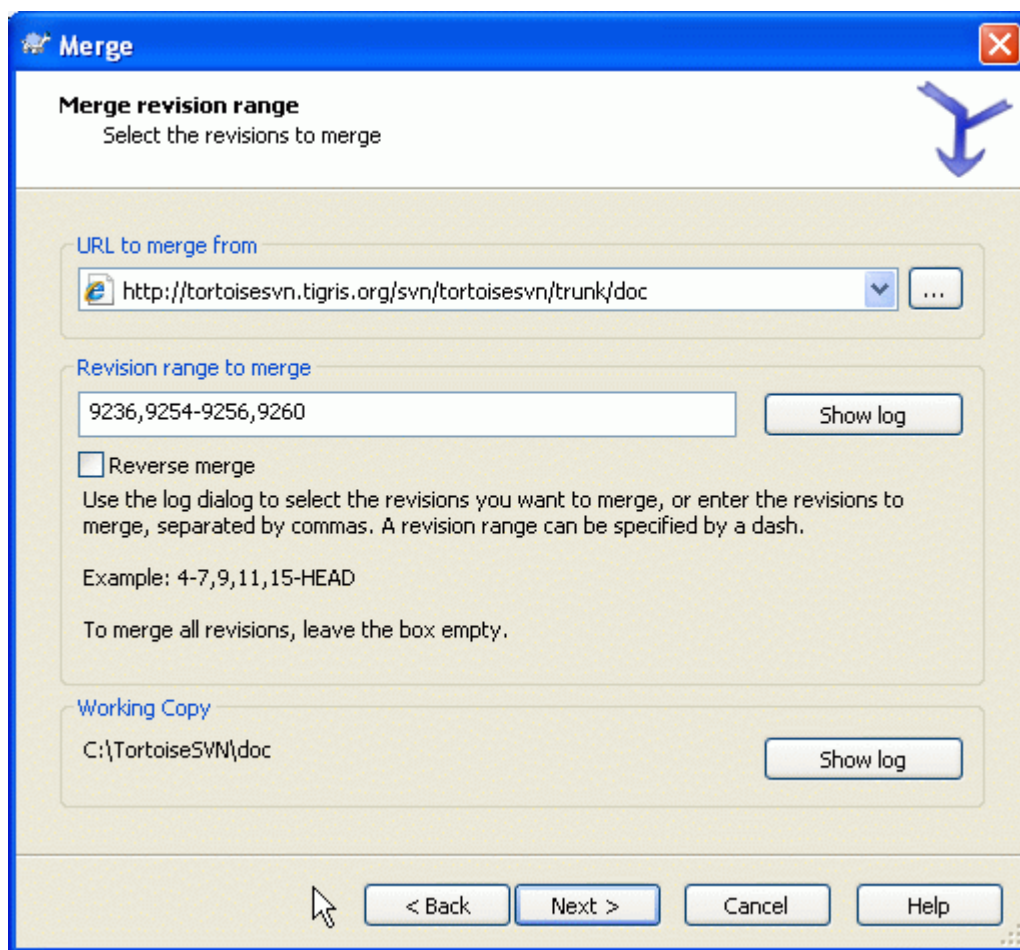 Merge
Merge revision range
Select the revisions to merge
URL to merge from
http://tortoisesvn.tigris.org/svn/tortoisesvn/trunk/doc
...
Revision range to merge
9236,9254-9256,9260
Show log
Reverse merge
Use the log dialog to select the revisions you want to merge, or enter the revisions to
merge, separated by commas. A revision range can be specified by a dash.
Example: 4-7,9,11,15-HEAD
To merge all revisions, leave the box empty.
Working Copy
C:\TortoiseSVN\doc
Show log
< Back
Next >
Cancel
Help